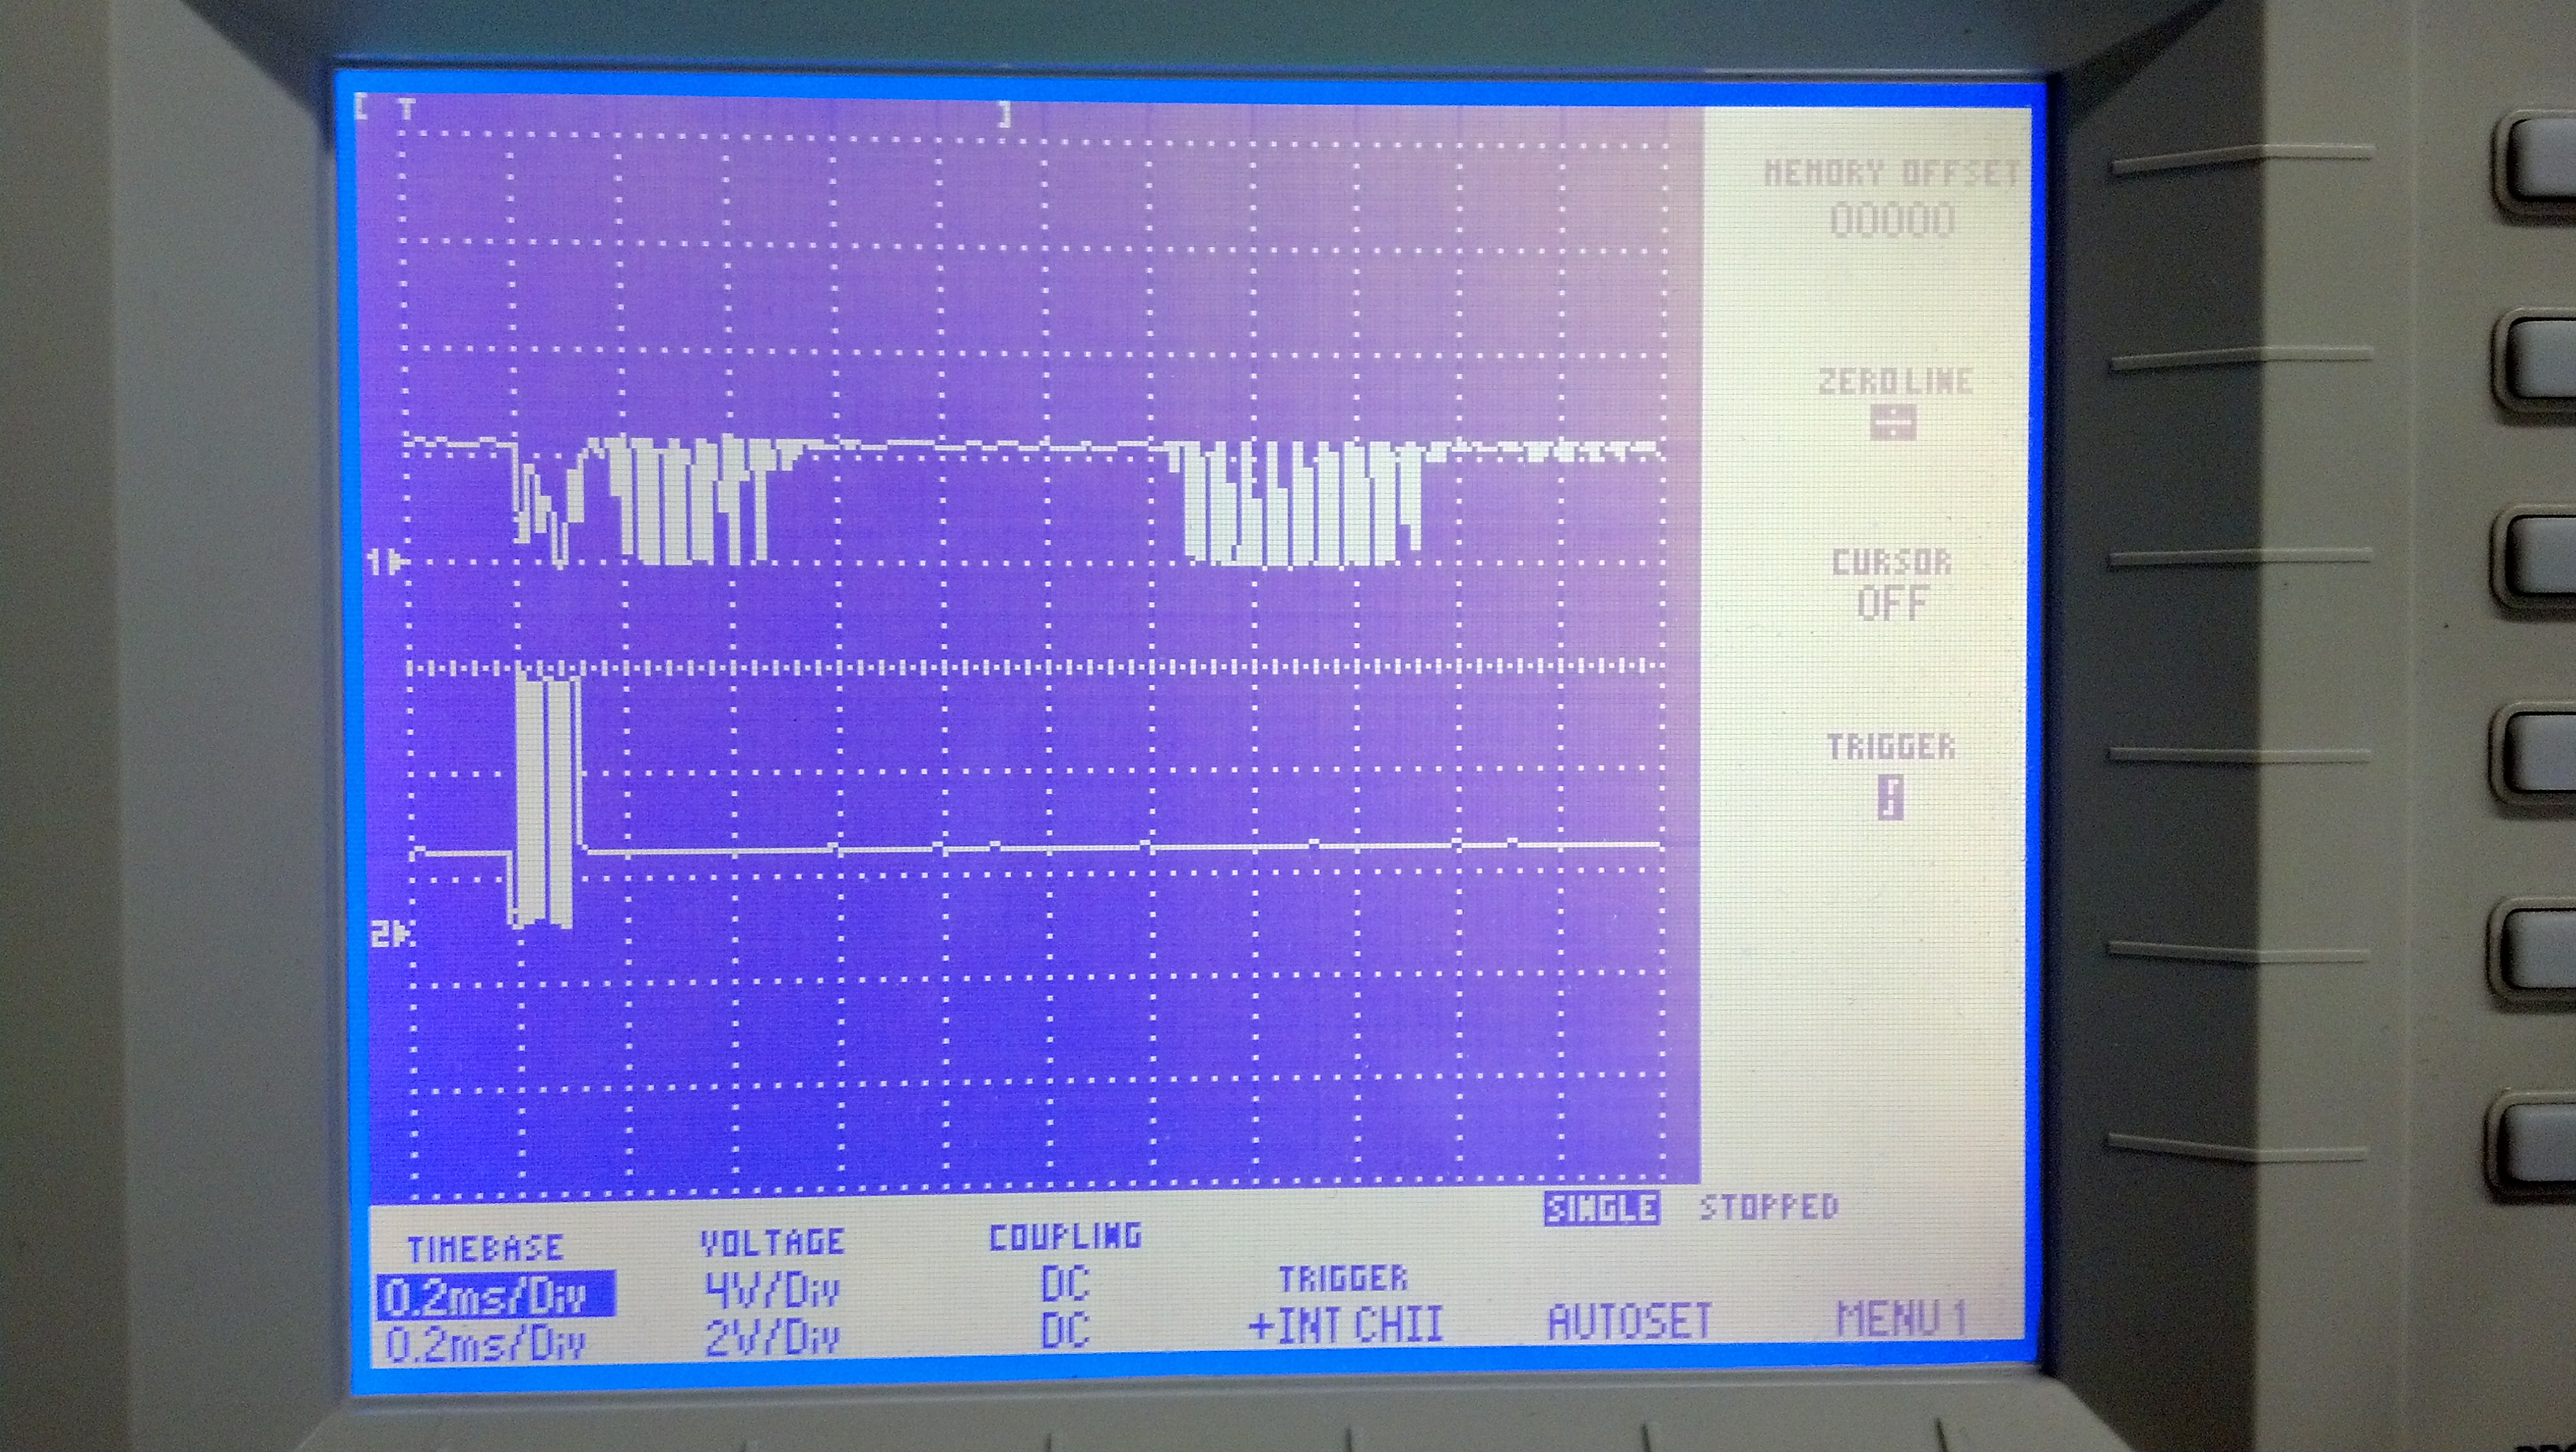 [ T ]
MEMORY OFFSET
00000
ZERO LINE
CURSOR
OFF
TRIGGER
1
2
SINGLE STOPPED
TIMEBASE VOLTAGE COUPLING
0.2ms/Div 4V/Div DC TRIGGER
0.2ms/Div 2V/Div DC +INT CHII AUTOSET MENU 1